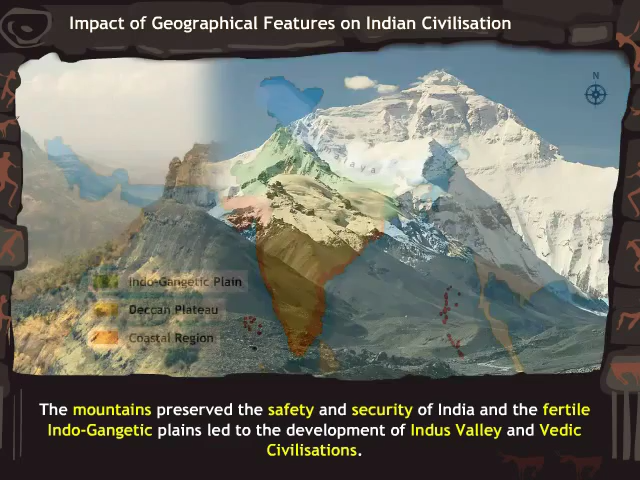 Impact of Geographical Features on Indian Civilisation
N
Indo-Gangetic Plain
Deccan Plateau
Coastal Region
The mountains preserved the safety and security of India and the fertile
Indo-Gangetic plains led to the development of Indus Valley and Vedic
Civilisations.